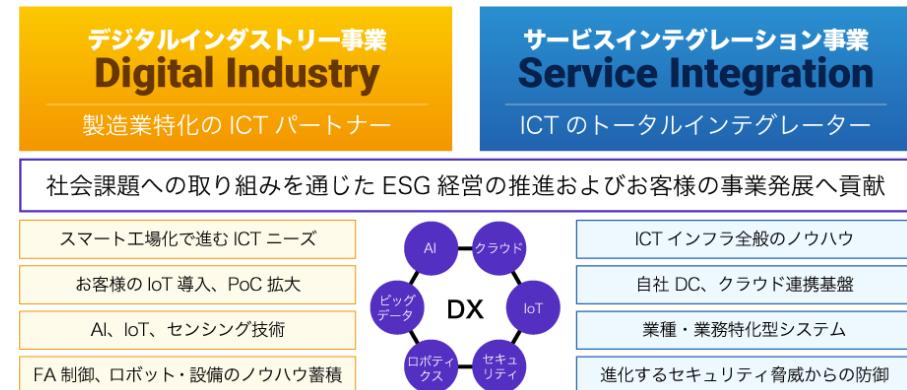 デジタルインダストリー事業
Digital Industry
製造業特化の ICT パートナー
サービスインテグレーション事業
Service Integration
ICT のトータルインテグレーター
社会課題への取り組みを通じた ESG 経営の推進およびお客様の事業発展へ貢献
スマート工場化で進む ICT ニーズ
お客様の IoT 導入、PoC 拡大
AI、IoT、センシング技術
FA 制御、ロボット・設備のノウハウ蓄積
AI
クラウド
ビッグ
データ
DX
IoT
ロボティ
クス
セキュ
リティ
ICT インフラ全般のノウハウ
自社 DC、クラウド連携基盤
業種・業務特化型システム
進化するセキュリティ脅威からの防御